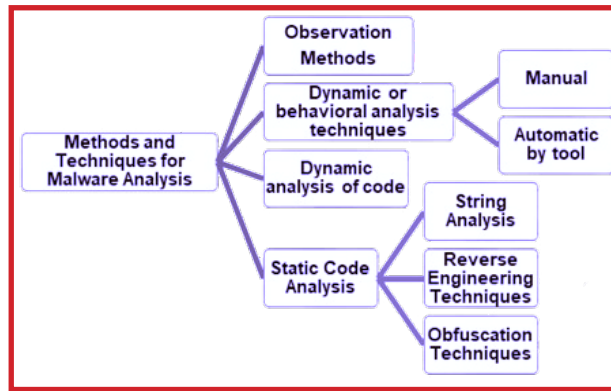 Methods and
Techniques for
Malware Analysis
Observation
Methods
Dynamic or
behavioral analysis
techniques
Manual
Automatic
by tool
Dynamic
analysis of code
Static Code
Analysis
String
Analysis
Reverse
Engineering
Techniques
Obfuscation
Techniques